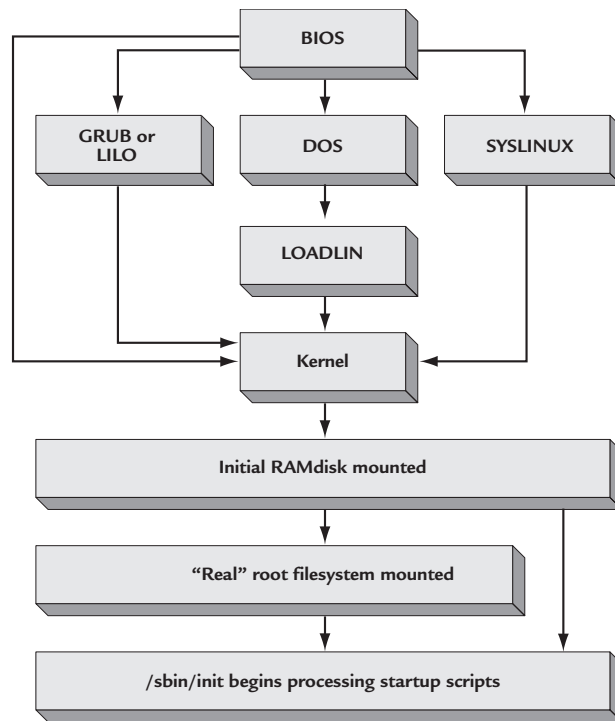 BIOS
GRUB or
LILO
DOS
SYSLINUX
LOADLIN
Kernel
Initial RAMdisk mounted
“Real” root filesystem mounted
/sbin/init begins processing startup scripts